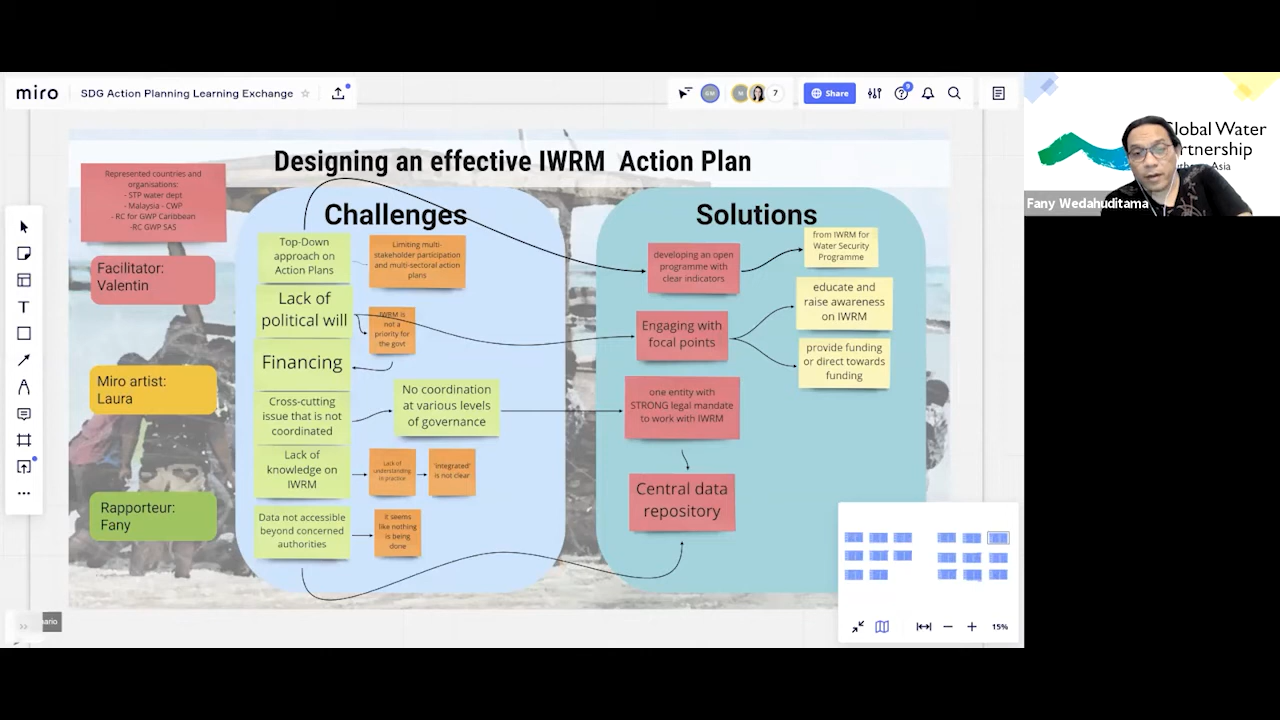 miro
SDG Action Planning Learning Exchange
7
Share
Designing an effective IWRM Action Plan
Represented countries and
organisations:
- STP water dept
- Malaysia - CWP
- RC for GWP Caribbean
-RC GWP SAS
Facilitator:
Valentin
Miro artist:
Laura
Rapporteur:
Fany
Challenges
Top-Down
approach on
Action Plans
Limiting multi-
stakeholder participation
and multi-sectoral action
plans
Lack of
political will
IWRM is
not a
priority for
the govt
Financing
Cross-cutting
issue that is not
coordinated
No coordination
at various levels
of governance
Lack of
knowledge on
IWRM
Lack of
understanding
in practice
'integrated'
is not clear
Data not accessible
beyond concerned
authorities
It seems
like nothing
is being
done
Solutions
developing an open
programme with
clear indicators
from IWRM for
Water Security
Programme
Engaging with
focal points
educate and
raise awareness
on IWRM
provide funding
or direct towards
funding
one entity with
STRONG legal mandate
to work with IWRM
Central data
repository
15%
Global Water
Fany Wedahuditama